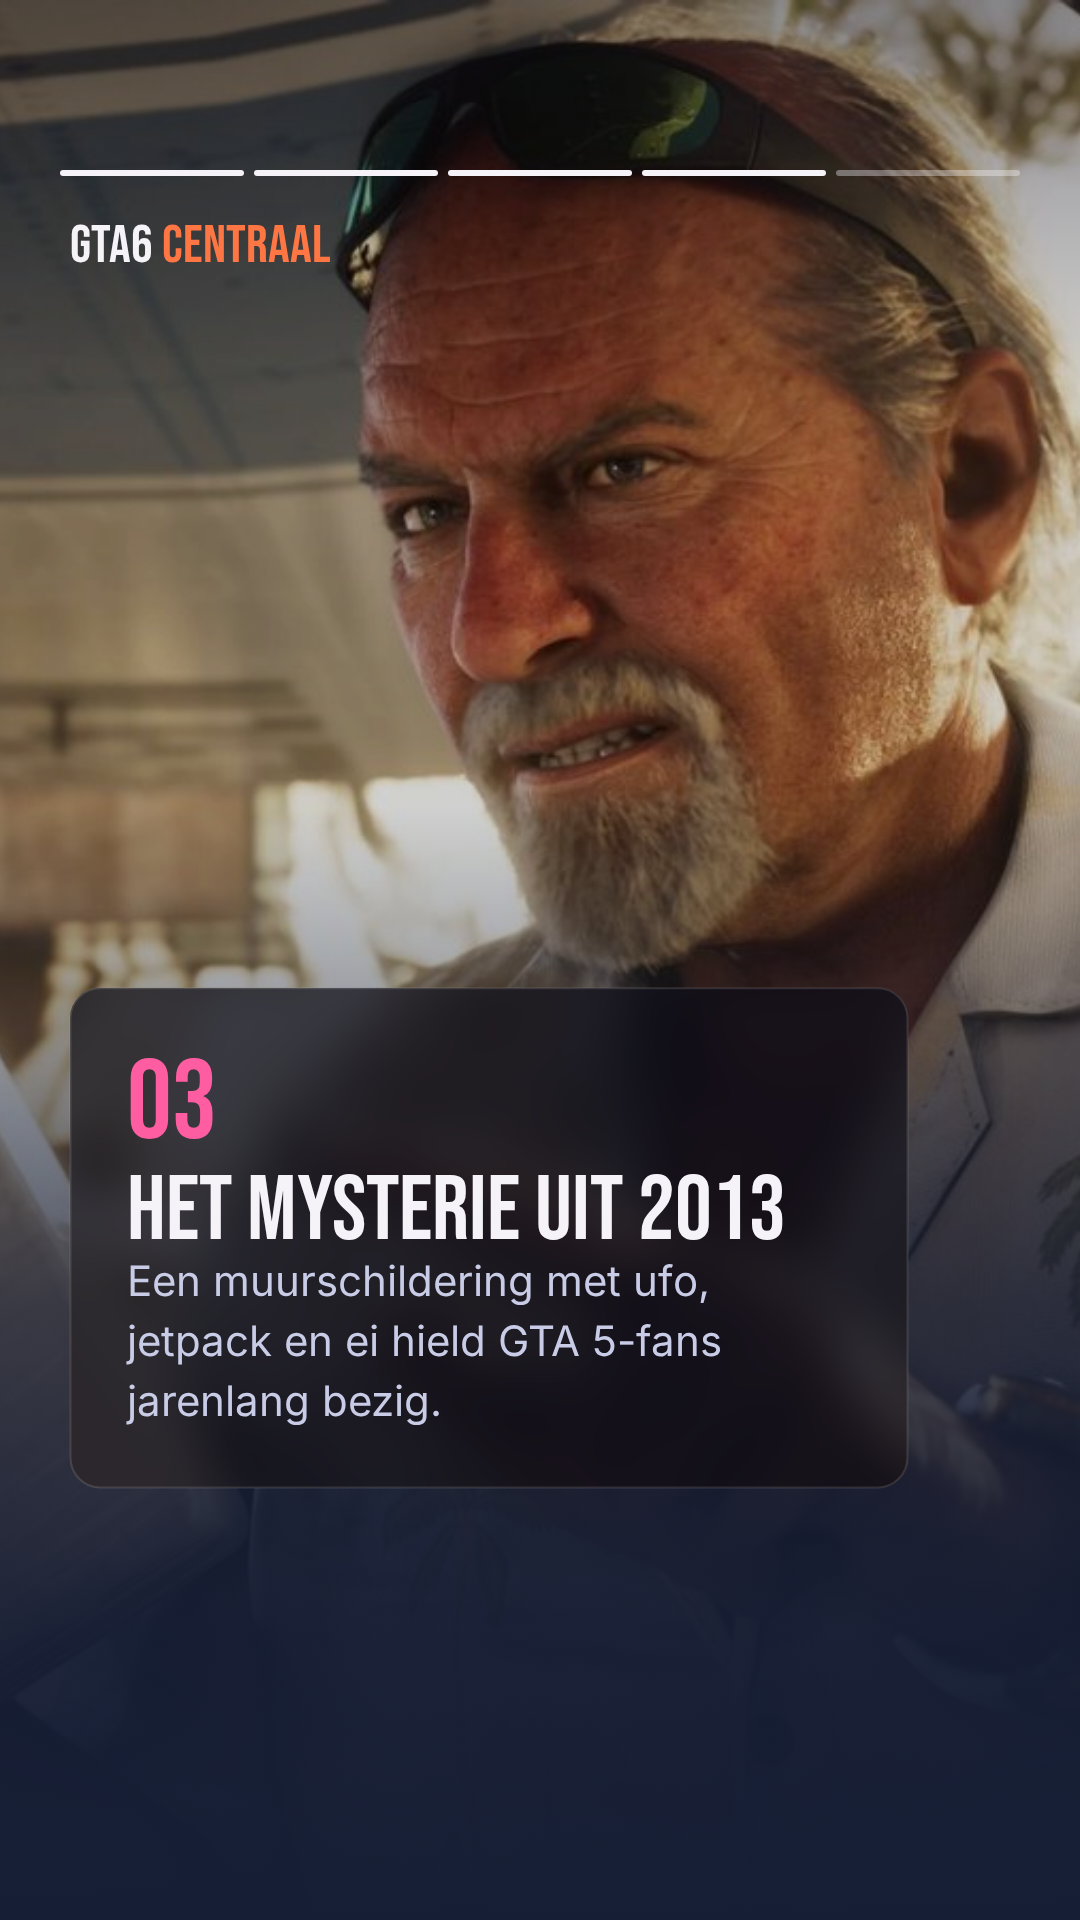 GTA6 CENTRAAL
03
HET MYSTERIE UIT 2013
Een muurschildering met ufo,
jetpack en ei hield GTA 5-fans
jarenlang bezig.